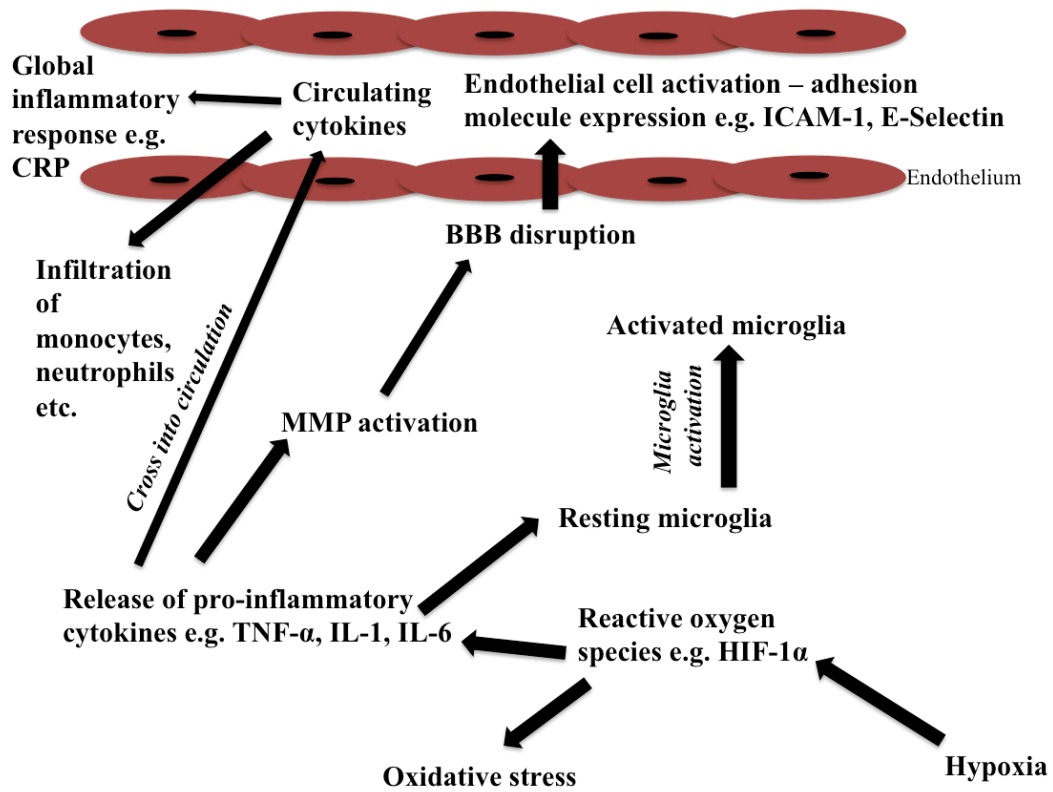 Global
inflammatory
response e.g.
CRP
Circulating
cytokines
Endothelial cell activation – adhesion
molecule expression e.g. ICAM-1, E-Selectin
Endothelium
BBB disruption
Infiltration
of
monocytes,
neutrophils
etc.
Cross into circulation
Activated microglia
Microglia
activation
MMP activation
Resting microglia
Release of pro-inflammatory
cytokines e.g. TNF-α, IL-1, IL-6
Reactive oxygen
species e.g. HIF-1α
Oxidative stress
Hypoxia